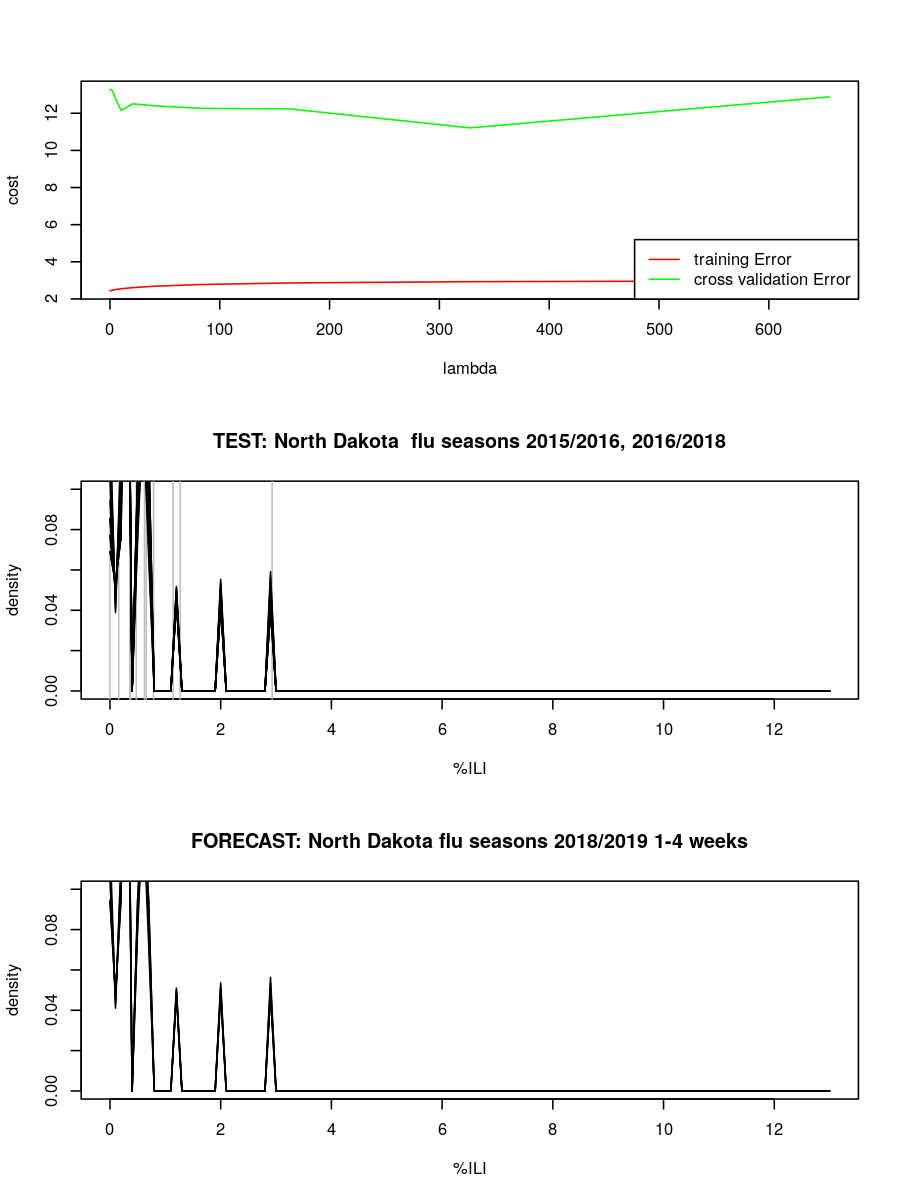 12
10
8
6
4
2
cost
training Error
cross validation Error
0 100 200 300 400 500 600
lambda
TEST: North Dakota  flu seasons 2015/2016, 2016/2018
0.08
0.04
0.00
density
0 2 4 6 8 10 12
%ILI
FORECAST: North Dakota flu seasons 2018/2019 1-4 weeks
0.08
0.04
0.00
density
0 2 4 6 8 10 12
%ILI